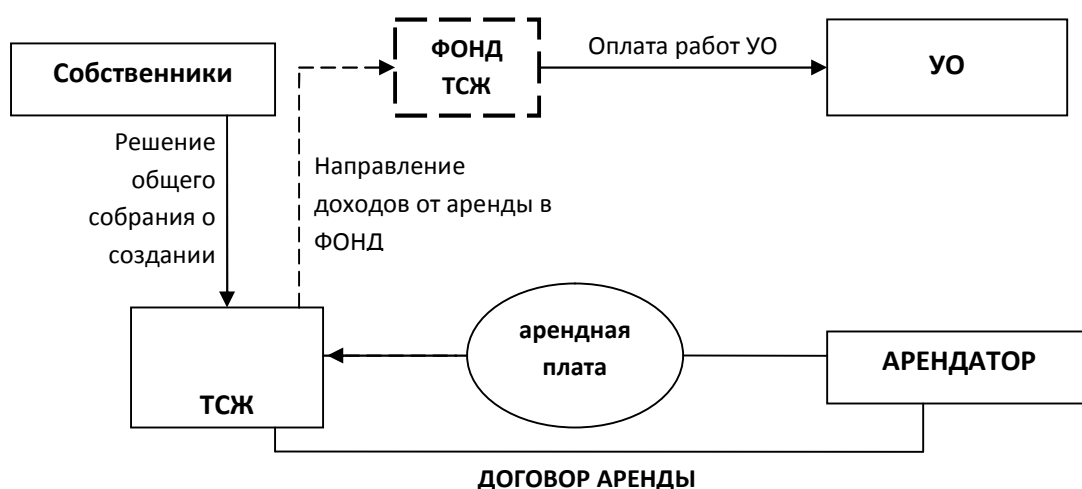 Собственники
ФОНД
ТСЖ
Оплата работ УО
УО
Решение
общего
собрания о
создании
Направление
доходов от аренды в
ФОНД
ТСЖ
арендная
плата
АРЕНДАТОР
ДОГОВОР АРЕНДЫ